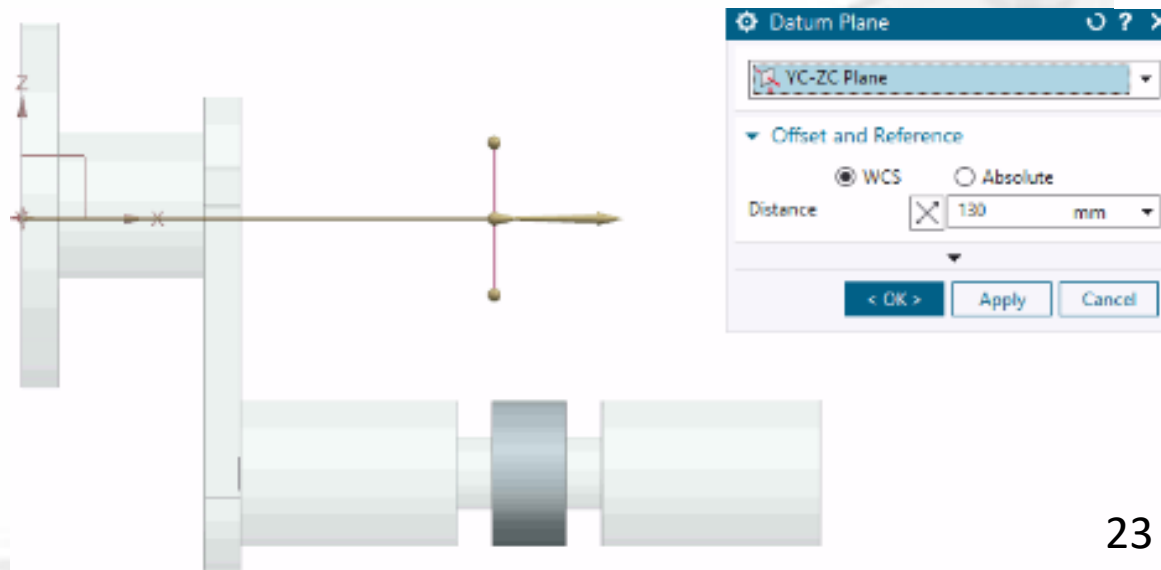 Datum Plane
YC-ZC Plane
Offset and Reference
WCS Absolute
Distance 130 mm
< OK > Apply Cancel
Z
X
23